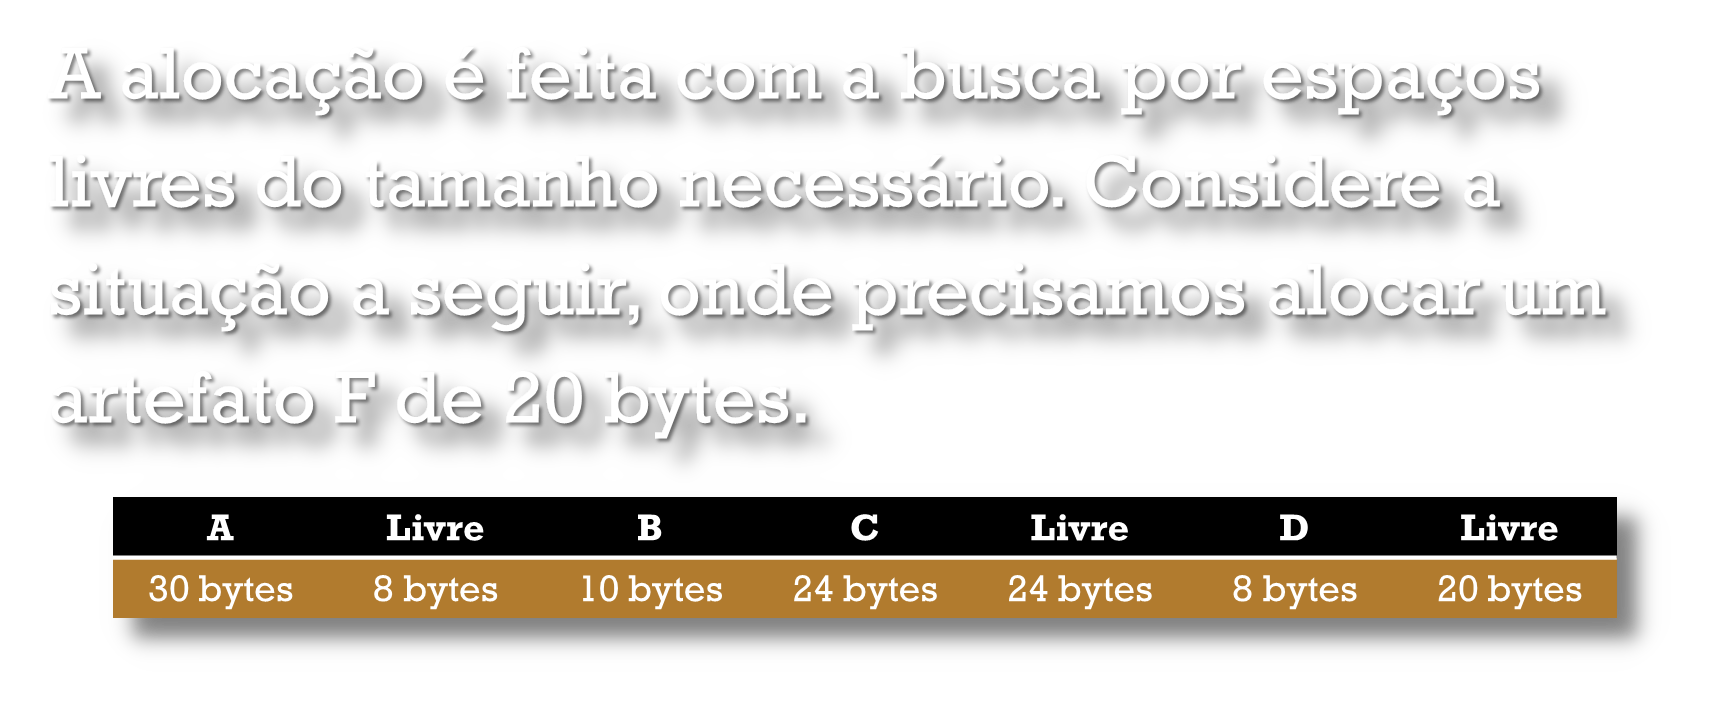 A alocação é feita com a busca por espaços
livres do tamanho necessário. Considere a
situação a seguir, onde precisamos alocar um
artefato F de 20 bytes.
A Livre B C Livre D Livre
30 bytes 8 bytes 10 bytes 24 bytes 24 bytes 8 bytes 20 bytes